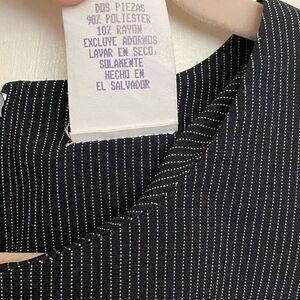 DOS PIEZAS
90% POLIESTER
10% RAYON
EXCLUYE ADORNOS
LAVAR EN SECO,
SOLAMENTE
HECHO EN
EL SALVADOR